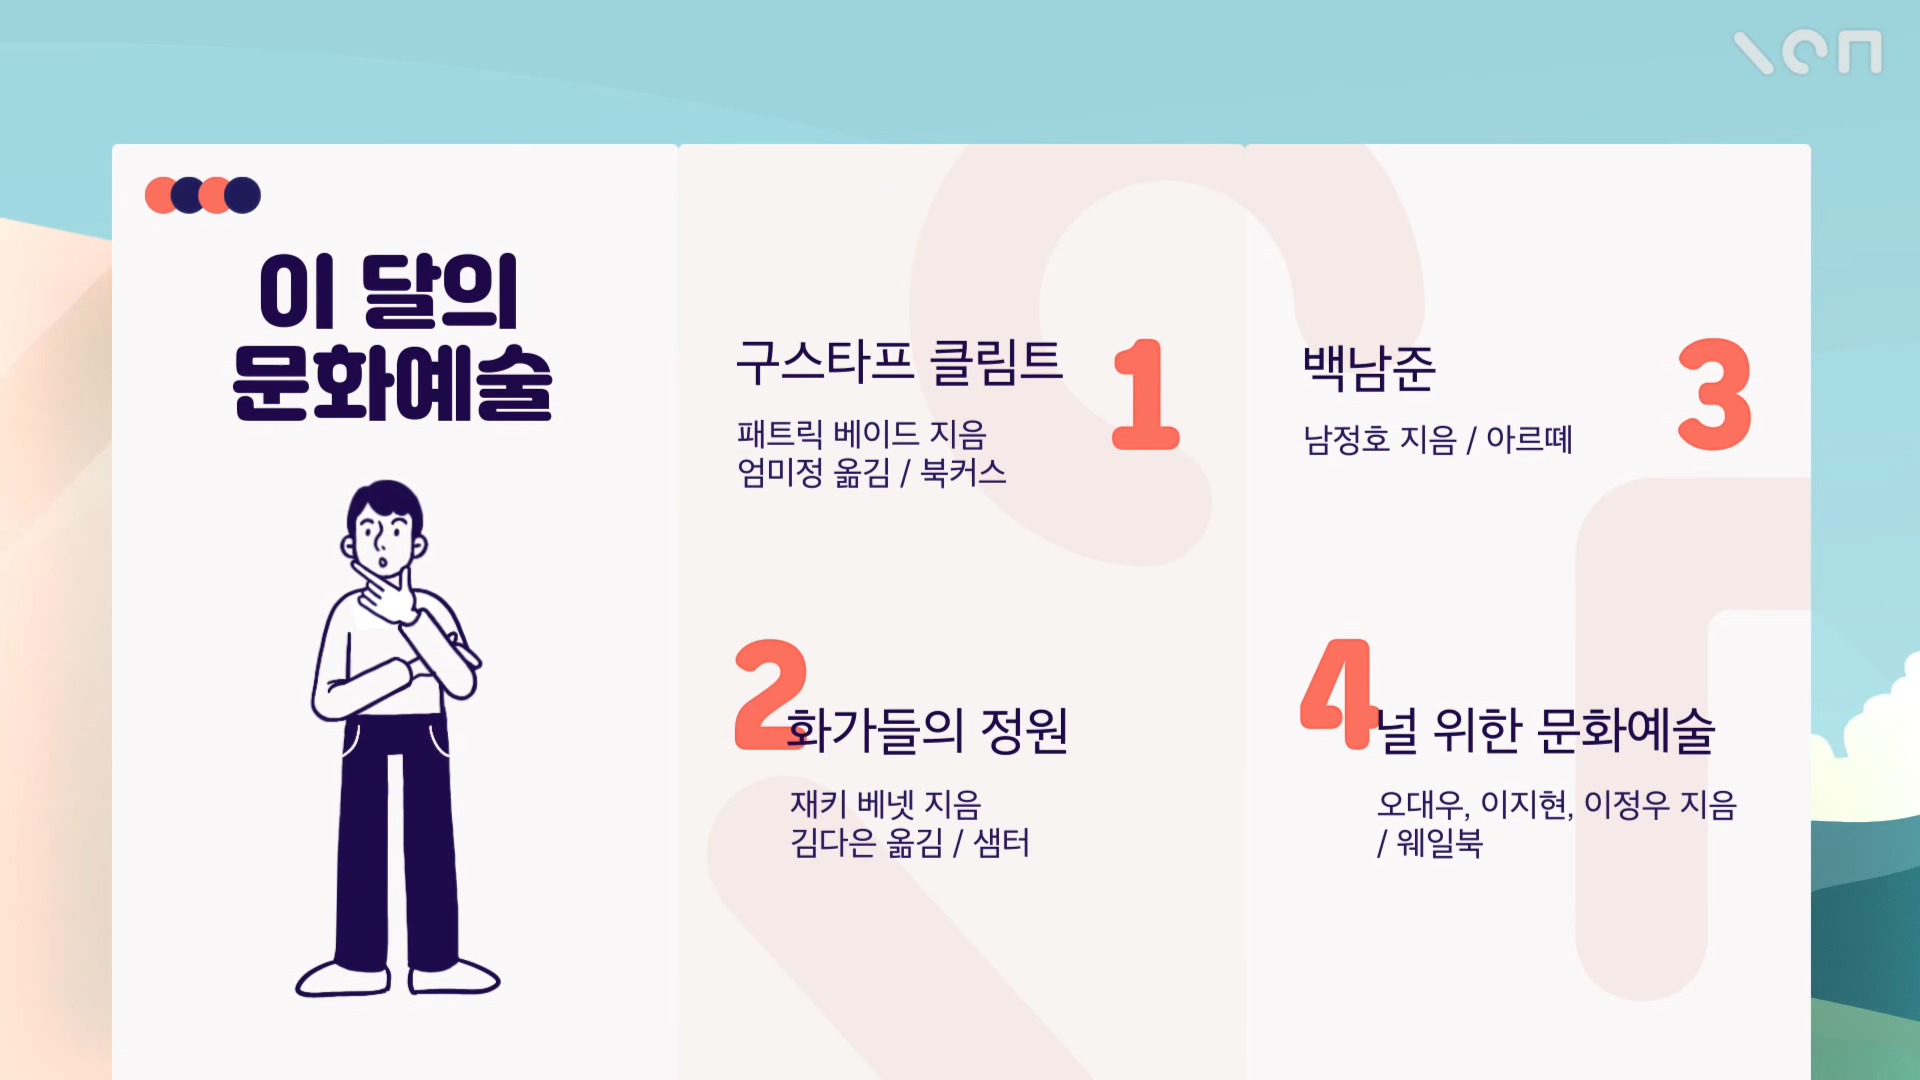 이 달의
문화예술
구스타프 클림트
1
패트릭 베이드 지음
엄미정 옮김 / 북커스
2
화가들의 정원
재키 베넷 지음
김다은 옮김 / 샘터
백남준
3
남정호 지음 / 아르떼
4
널 위한 문화예술
오대우, 이지현, 이정우 지음
/ 웨일북